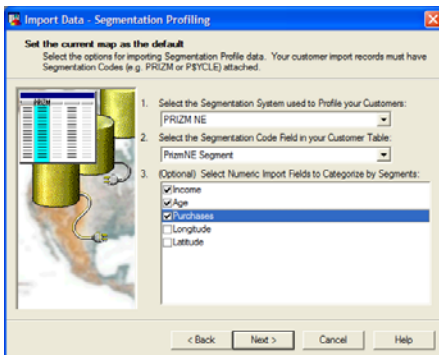 Import Data - Segmentation Profiling
Set the current map as the default
Select the options for importing Segmentation Profile data. Your customer import records must have
Segmentation Codes (e.g. PRIZM or P$YCLE) attached.
PRIZM
1. Select the Segmentation System used to Profile your Customers:
PRIZM NE
2. Select the Segmentation Code Field in your Customer Table:
PrizmNE Segment
3. (Optional) Select Numeric Import Fields to Categorize by Segments:
Income
Age
Purchases
Longitude
Latitude
< Back Next > Cancel Help